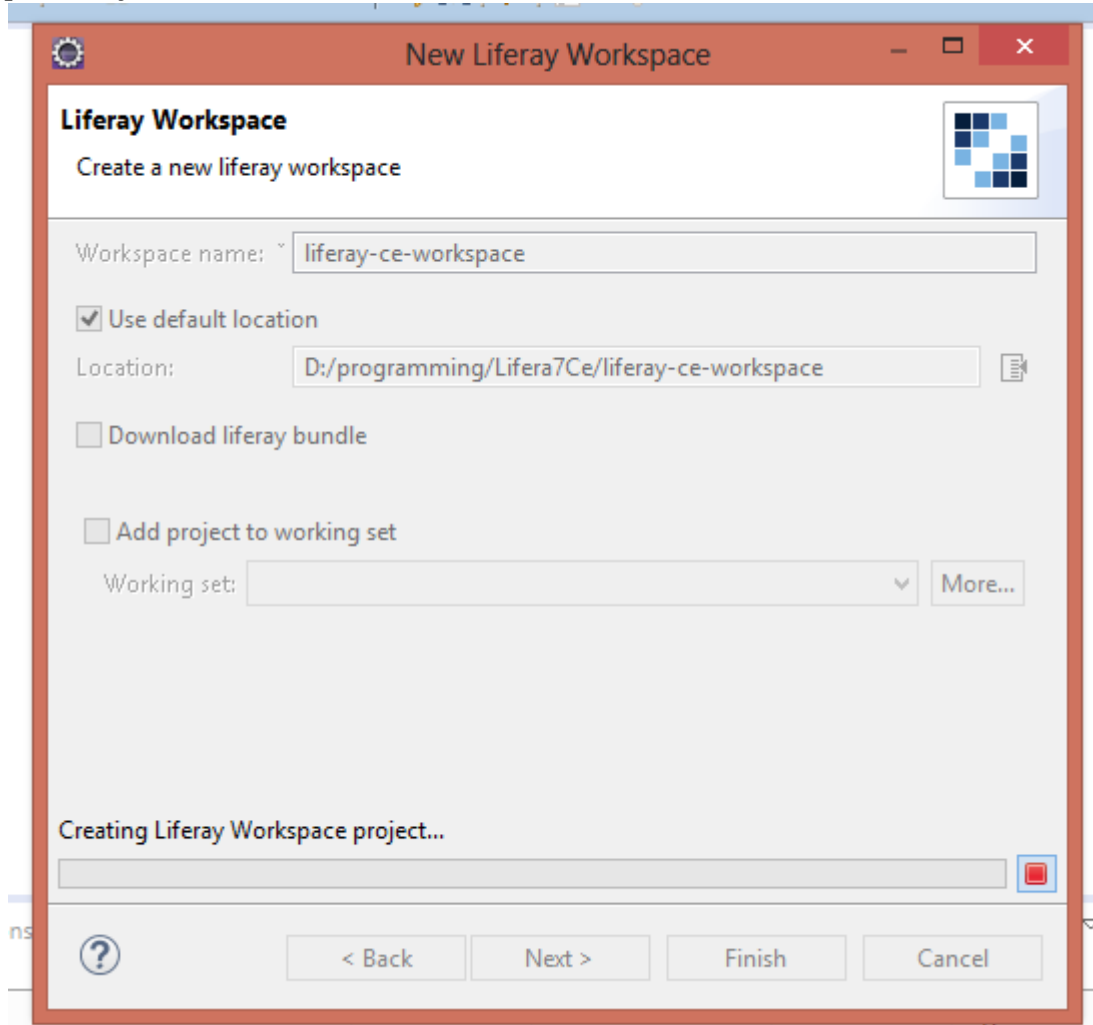 New Liferay Workspace
Liferay Workspace
Create a new liferay workspace
Workspace name: liferay-ce-workspace
Use default location
Location: D:/programming/Lifera7Ce/liferay-ce-workspace
Download liferay bundle
Add project to working set
Working set: More...
Creating Liferay Workspace project...
ns
? < Back Next > Finish Cancel